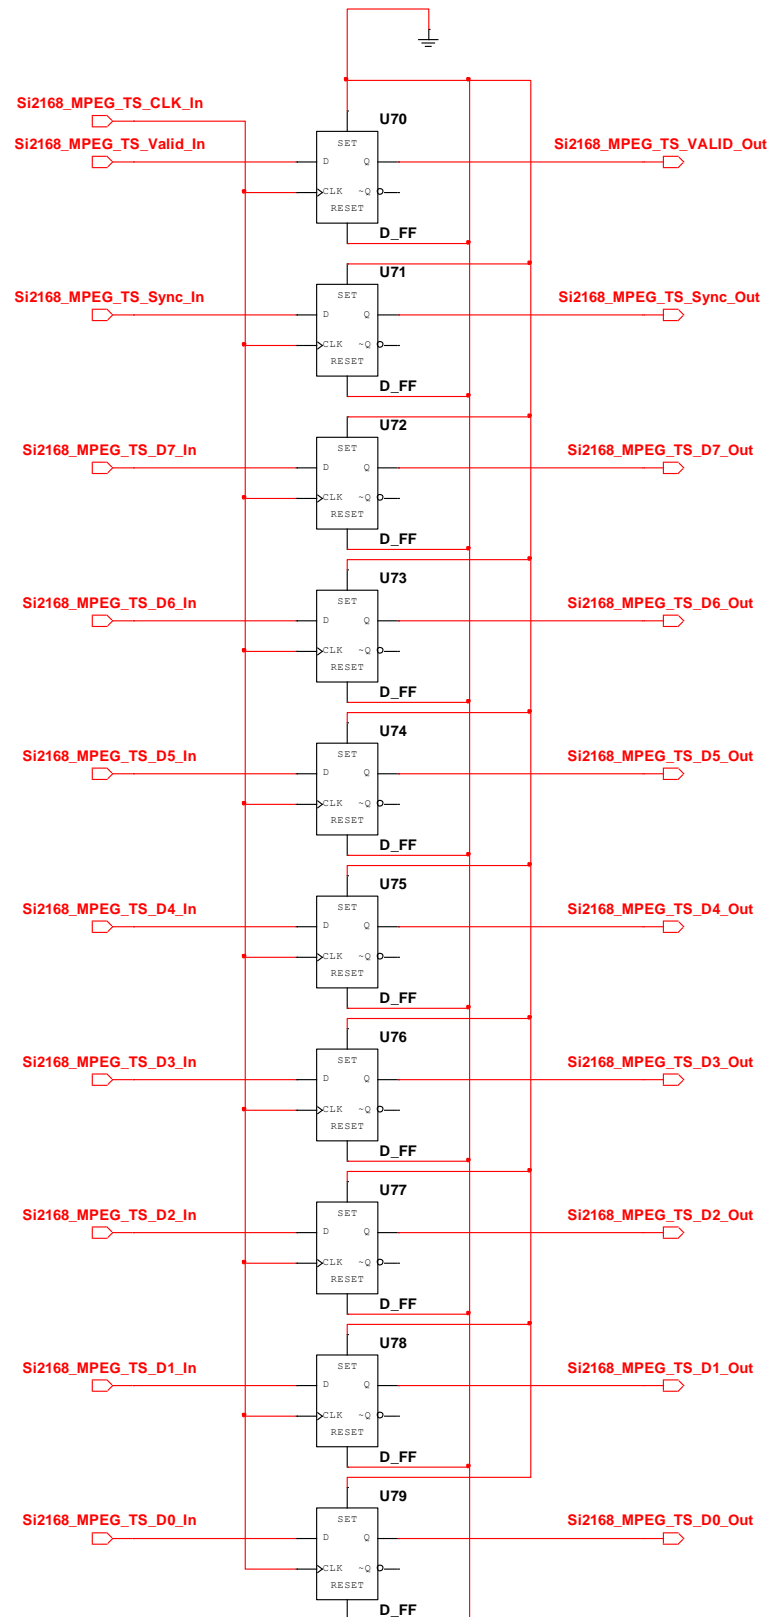 Si2168_MPEG_TS_CLK_In
U70
Si2168_MPEG_TS_Valid_In
SET
Si2168_MPEG_TS_VALID_Out
D Q
CLK ~Q
RESET
D_FF
U71
Si2168_MPEG_TS_Sync_In
SET
Si2168_MPEG_TS_Sync_Out
D Q
CLK ~Q
RESET
D_FF
U72
Si2168_MPEG_TS_D7_In
SET
Si2168_MPEG_TS_D7_Out
D Q
CLK ~Q
RESET
D_FF
U73
Si2168_MPEG_TS_D6_In
SET
Si2168_MPEG_TS_D6_Out
D Q
CLK ~Q
RESET
D_FF
U74
Si2168_MPEG_TS_D5_In
SET
Si2168_MPEG_TS_D5_Out
D Q
CLK ~Q
RESET
D_FF
U75
Si2168_MPEG_TS_D4_In
SET
Si2168_MPEG_TS_D4_Out
D Q
CLK ~Q
RESET
D_FF
U76
Si2168_MPEG_TS_D3_In
SET
Si2168_MPEG_TS_D3_Out
D Q
CLK ~Q
RESET
D_FF
U77
Si2168_MPEG_TS_D2_In
SET
Si2168_MPEG_TS_D2_Out
D Q
CLK ~Q
RESET
D_FF
U78
Si2168_MPEG_TS_D1_In
SET
Si2168_MPEG_TS_D1_Out
D Q
CLK ~Q
RESET
D_FF
U79
Si2168_MPEG_TS_D0_In
SET
Si2168_MPEG_TS_D0_Out
D Q
CLK ~Q
RESET
D_FF